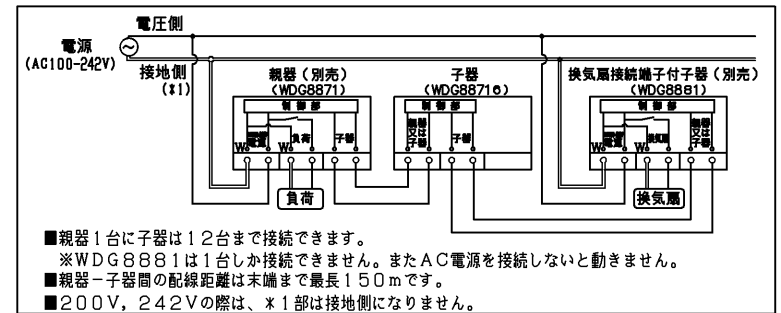 電圧側
電源
(AC100-242V)
接地側
(*1)
親器(別売)
(WDG8871)
子器
(WDG88716)
換気扇接続端子付子器(別売)
(WDG8881)
制御部
制御部
制御部
電源
W
W
負荷
子器
親器又は子器
子器
電源
W
W
換気扇
親器又は子器
負荷
換気扇
■親器1台に子器は12台まで接続できます。
※WDG8881は1台しか接続できません。またAC電源を接続しないと動きません。
■親器-子器間の配線距離は末端まで最長150mです。
■200V,242Vの際は、*1部は接地側になりません。